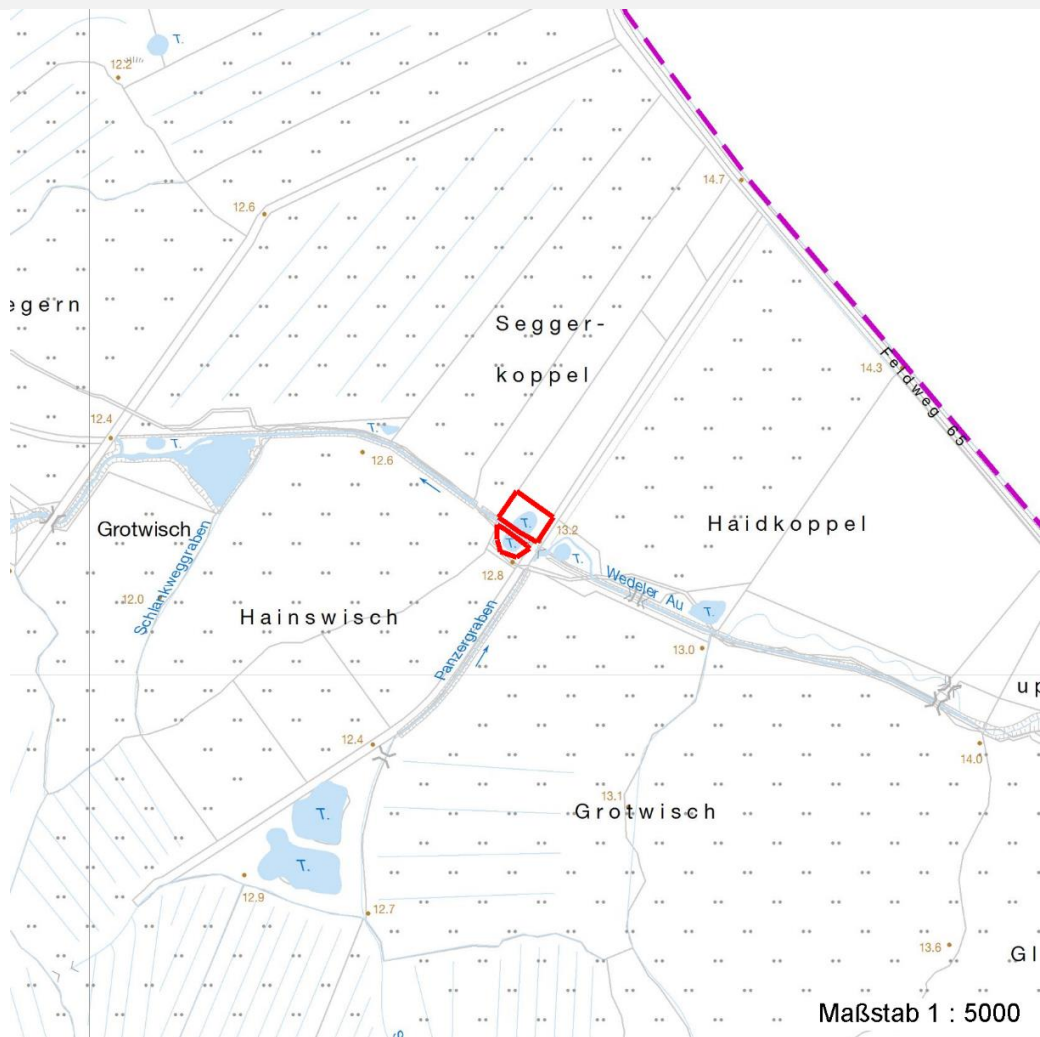 T.
12.2
14.7
12.6
egern
Segger-
koppel
14.3
Feldweg 65
12.4
T.
T.
12.6
Grotwisch
T.
13.2
Haidkoppel
T.
T.
12.8
Schlankweggraben
12.0
Wedeler Au
T.
Hainswisch
Panzergraben
13.0
up
12.4
14.0
13.1
Grotwisch
T.
T.
12.9
12.7
13.6
Gl
Maßstab 1 : 5000